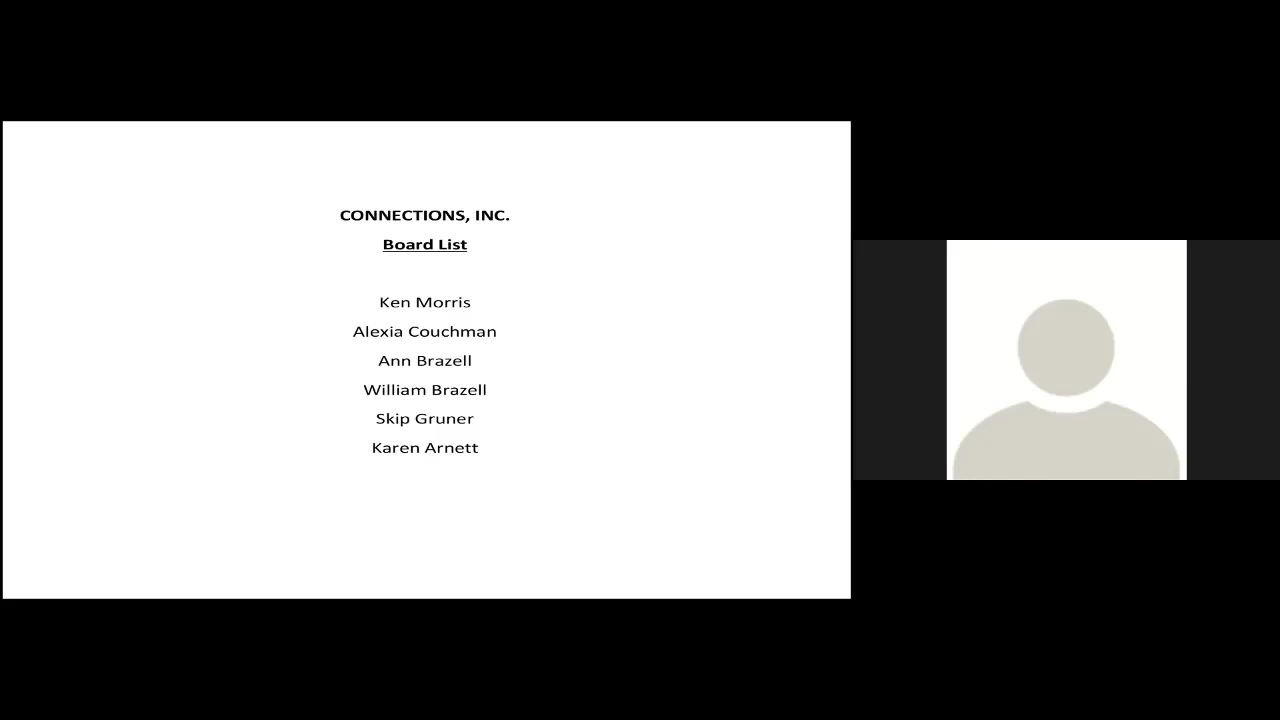 CONNECTIONS, INC.
Board List
Ken Morris
Alexia Couchman
Ann Brazell
William Brazell
Skip Gruner
Karen Arnett